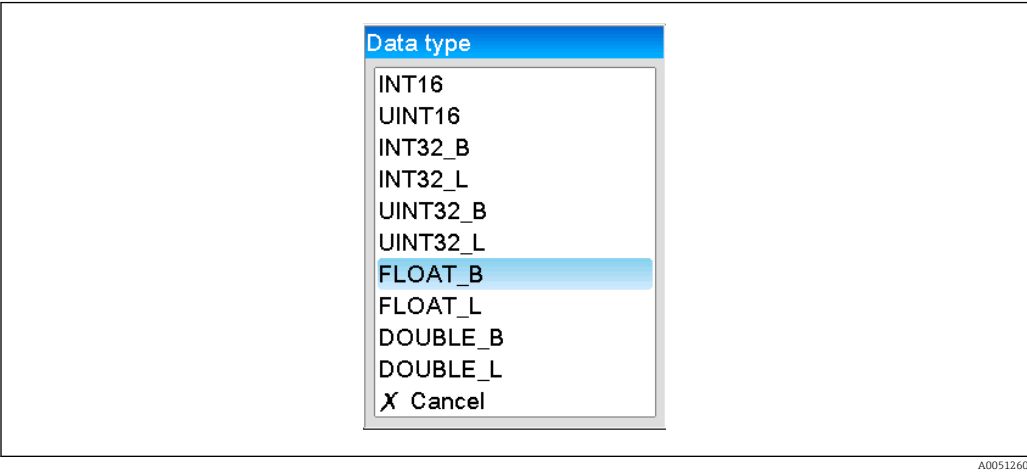 Data type
INT16
UINT16
INT32_B
INT32_L
UINT32_B
UINT32_L
FLOAT_B
FLOAT_L
DOUBLE_B
DOUBLE_L
X Cancel
A0051260